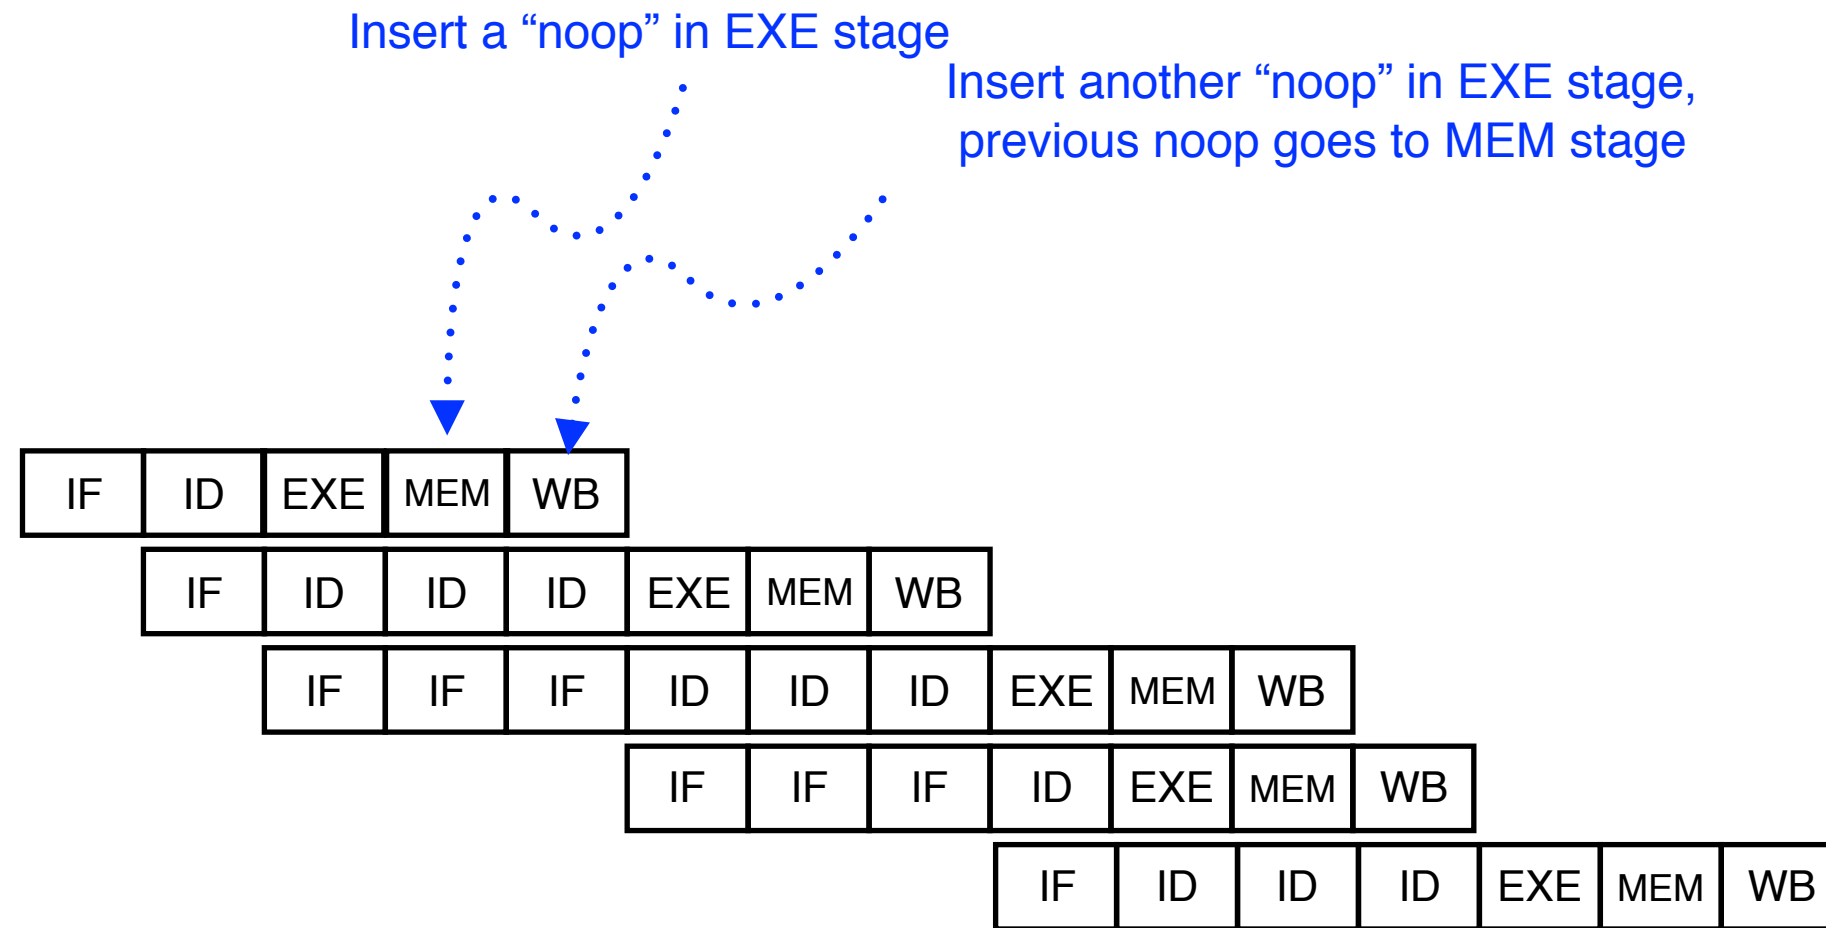 Insert a “noop” in EXE stage
Insert another “noop” in EXE stage,
previous noop goes to MEM stage
IF ID EXE MEM WB
IF ID ID ID EXE MEM WB
IF IF IF ID ID ID EXE MEM WB
IF IF IF ID EXE MEM WB
IF ID ID ID EXE MEM WB